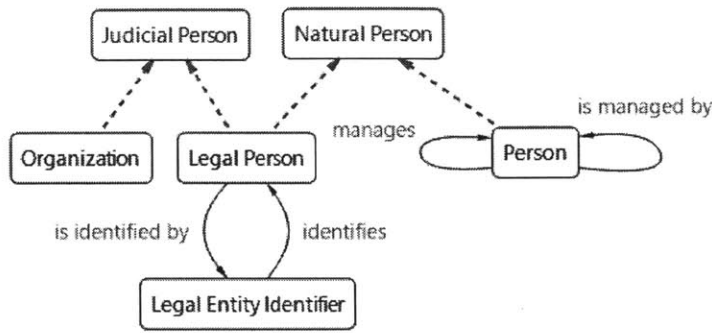 Judicial Person
Natural Person
is managed by
manages
Organization
Legal Person
Person
is identified by
identifies
Legal Entity Identifier